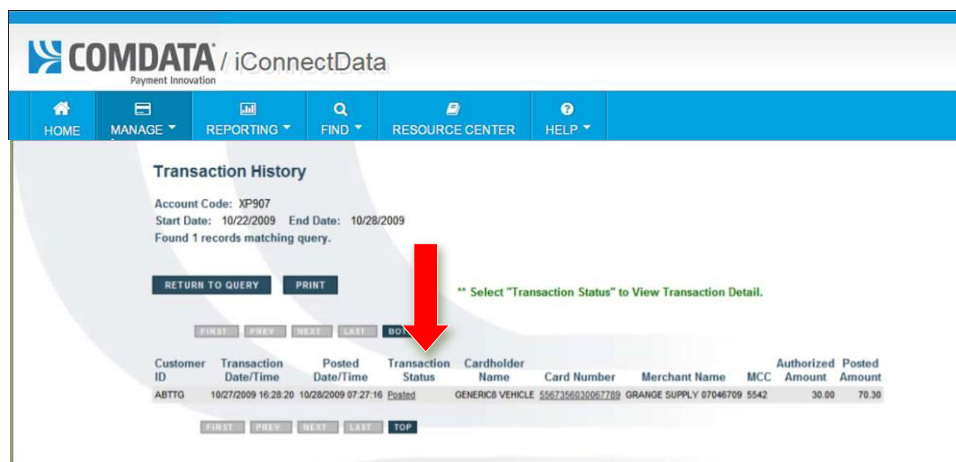 COMDATA / iConnectData
Payment Innovation
HOME MANAGE REPORTING FIND RESOURCE CENTER HELP
Transaction History
Account Code: XP907
Start Date: 10/22/2009 End Date: 10/28/2009
Found 1 records matching query.
RETURN TO QUERY PRINT
** Select "Transaction Status" to View Transaction Detail.
FIRST PREV NEXT LAST
Customer Transaction Posted Transaction Cardholder Authorized Posted
ID Date/Time Date/Time Status Name Card Number Merchant Name MCC Amount Amount
ABTTG 10/27/2009 16:28:20 10/28/2009 07:27:16 Posted GENERIC8 VEHICLE 5567356030067789 GRANGE SUPPLY 07046709 5542 30.00 70.30
FIRST PREV NEXT LAST TOP